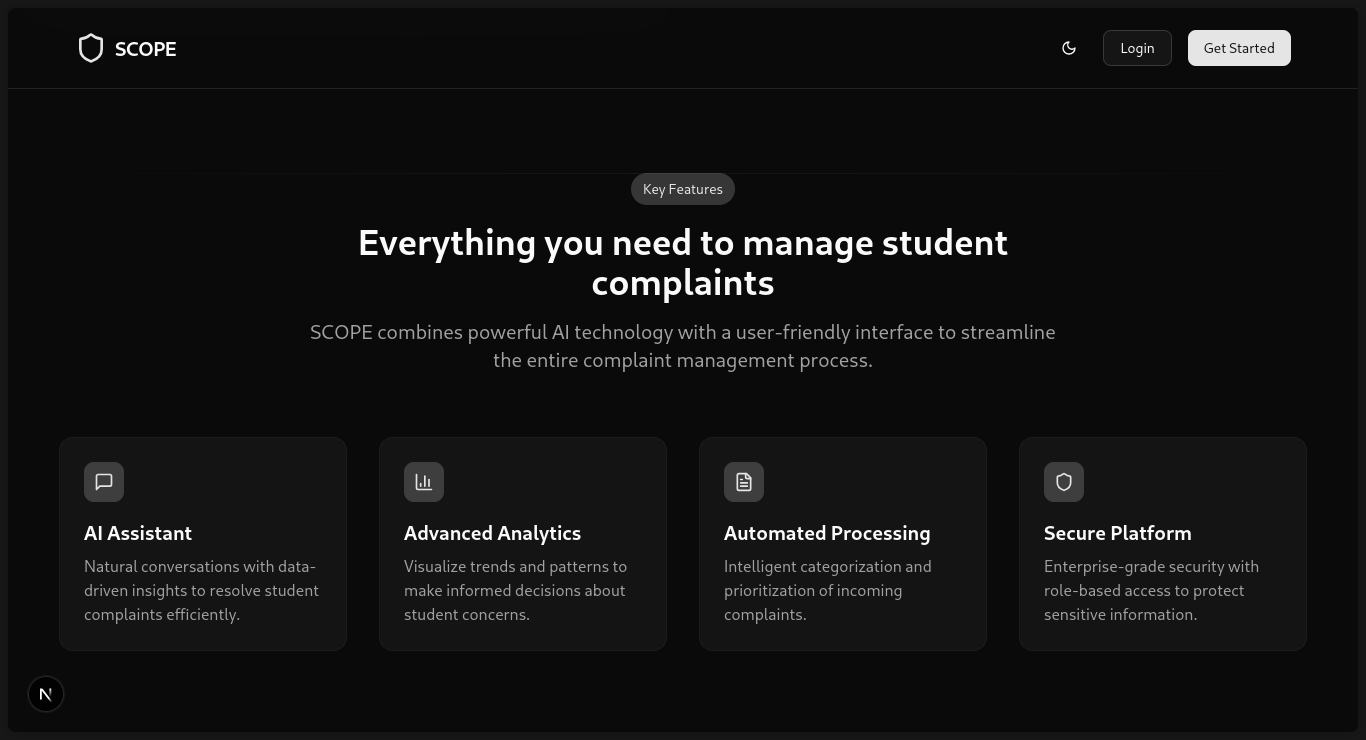 SCOPE
Login
Get Started
Key Features
Everything you need to manage student
complaints
SCOPE combines powerful AI technology with a user-friendly interface to streamline
the entire complaint management process.
AI Assistant
Natural conversations with data-
driven insights to resolve student
complaints efficiently.
Advanced Analytics
Visualize trends and patterns to
make informed decisions about
student concerns.
Automated Processing
Intelligent categorization and
prioritization of incoming
complaints.
Secure Platform
Enterprise-grade security with
role-based access to protect
sensitive information.
N